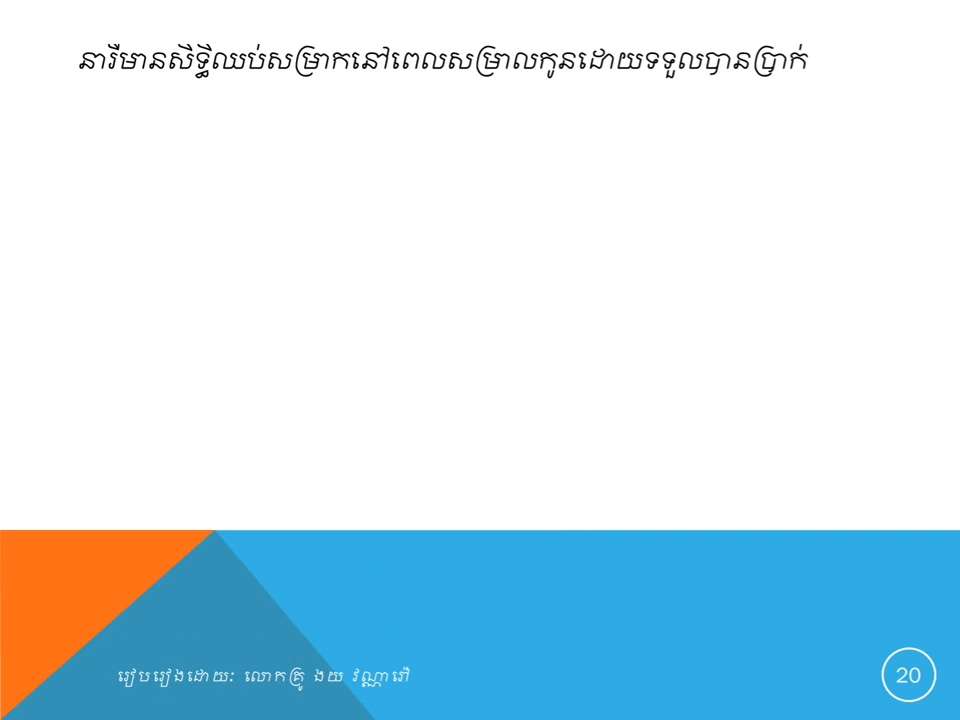 នារីមានសិទ្ធិឈប់សម្រាកនៅពេលសម្រាលកូនដោយទទួលបានប្រាក់
រៀបរៀងដោយ: លោកគ្រូ ងយ វណ្ណារៅ
20